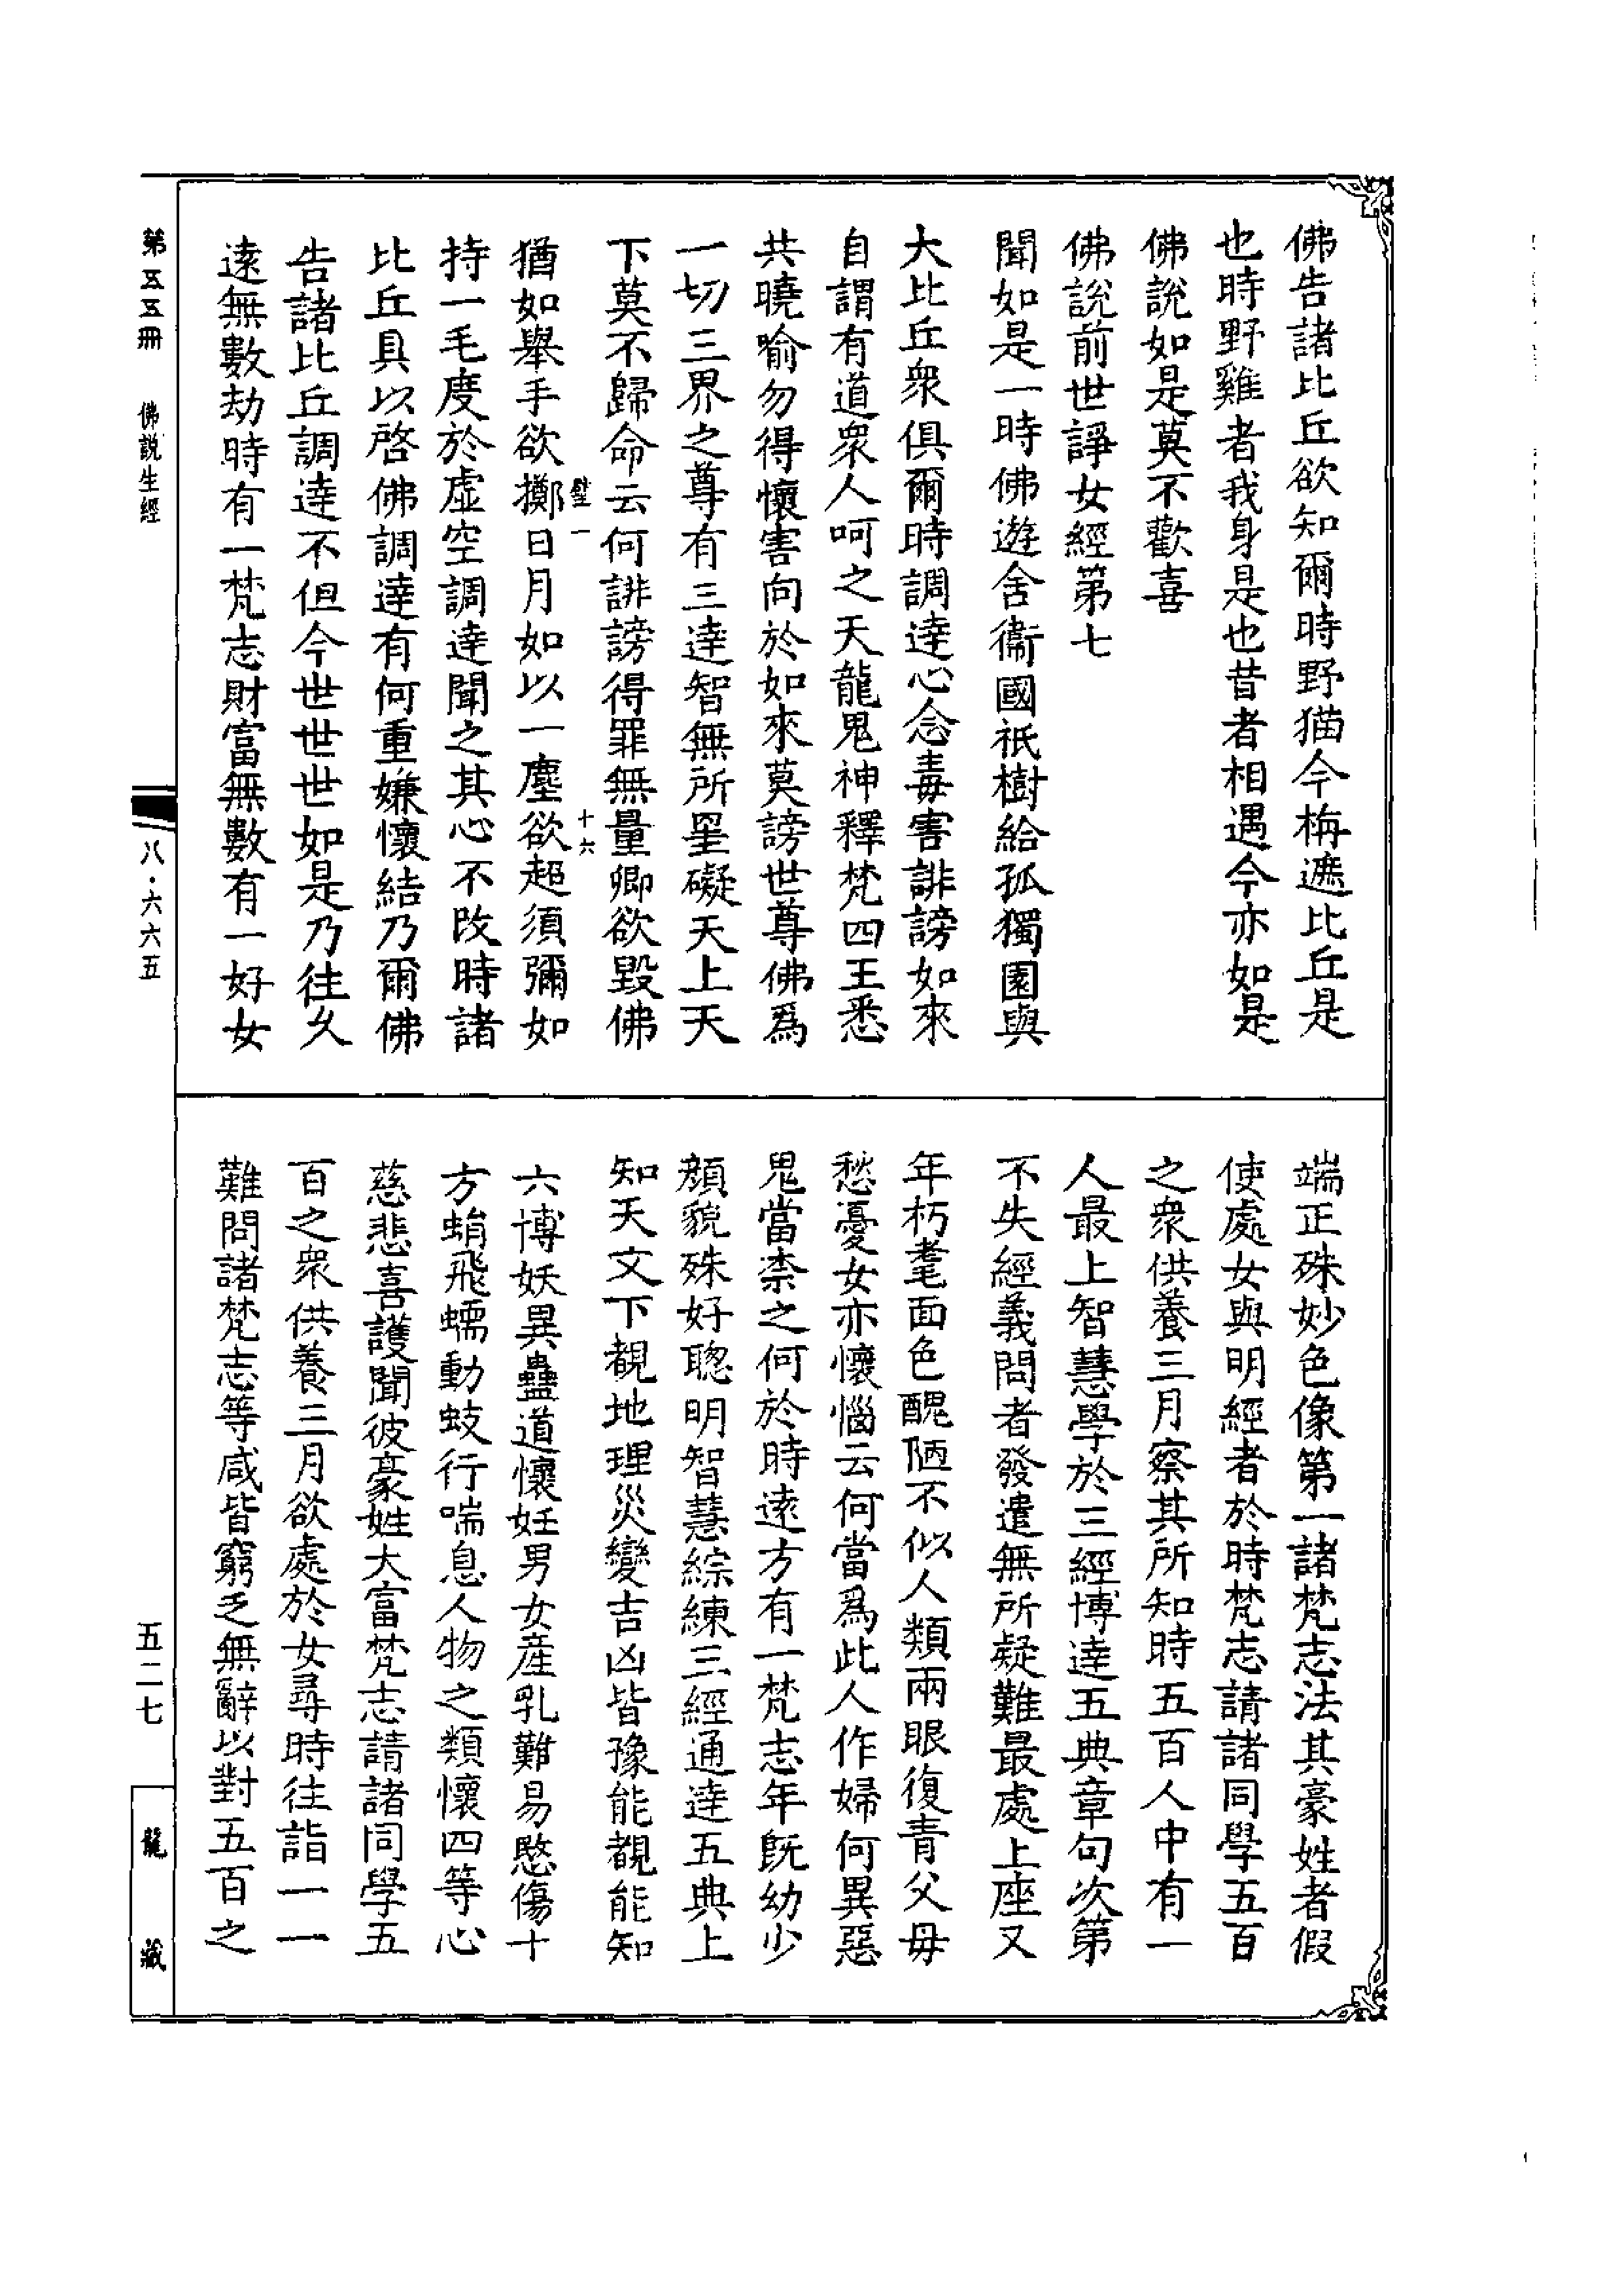 佛告諸比丘欲知爾時野猫今栴遮比丘是
也時野雞者我身是也昔者相遇今亦如是
佛說如是莫不歡喜
佛說前世諍女經第七
聞如是一時佛遊舍衞國祇樹給孤獨園與
大比丘衆俱爾時調達心念毒害誹謗如來
自謂有道衆人呵之天龍鬼神釋梵四王悉
共曉喻勿得懷害向於如來莫謗世尊佛爲
一切三界之尊有三達智無所罣礙天上天
下莫不歸命云何誹謗得罪無量卿欲毀佛
璧一 十六
猶如舉手欲擲日月如以一塵欲超須彌如
持一毛度於虛空調達聞之其心不改時諸
比丘具以啓佛調達有何重嫌懷結乃爾佛
告諸比丘調達不但今世世世如是乃往久
遠無數劫時有一梵志財富無數有一好女
端正殊妙色像第一諸梵志法其豪姓者假
使處女與明經者於時梵志請諸同學五百
之衆供養三月察其所知時五百人中有一
人最上智慧學於三經博達五典章句次第
不失經義問者發遣無所疑難最處上座又
年朽耄面色醜陋不似人類兩眼復青父母
愁憂女亦懷惱云何當爲此人作婦何異惡
鬼當柰之何於時遠方有一梵志年旣幼少
顏貌殊好聰明智慧綜練三經通達五典上
知天文下覩地理災變吉凶皆豫能覩能知
六博妖異蠱道懷妊男女產乳難易愍傷十
方蜎飛蠕動蚑行喘息人物之類懷四等心
慈悲喜護聞彼豪姓大富梵志請諸同學五
百之衆供養三月欲處於女尋時往詣一一
難問諸梵志等咸皆窮乏無辭以對五百之
第五五冊 佛説生經
八·六六五
五二七
龍藏